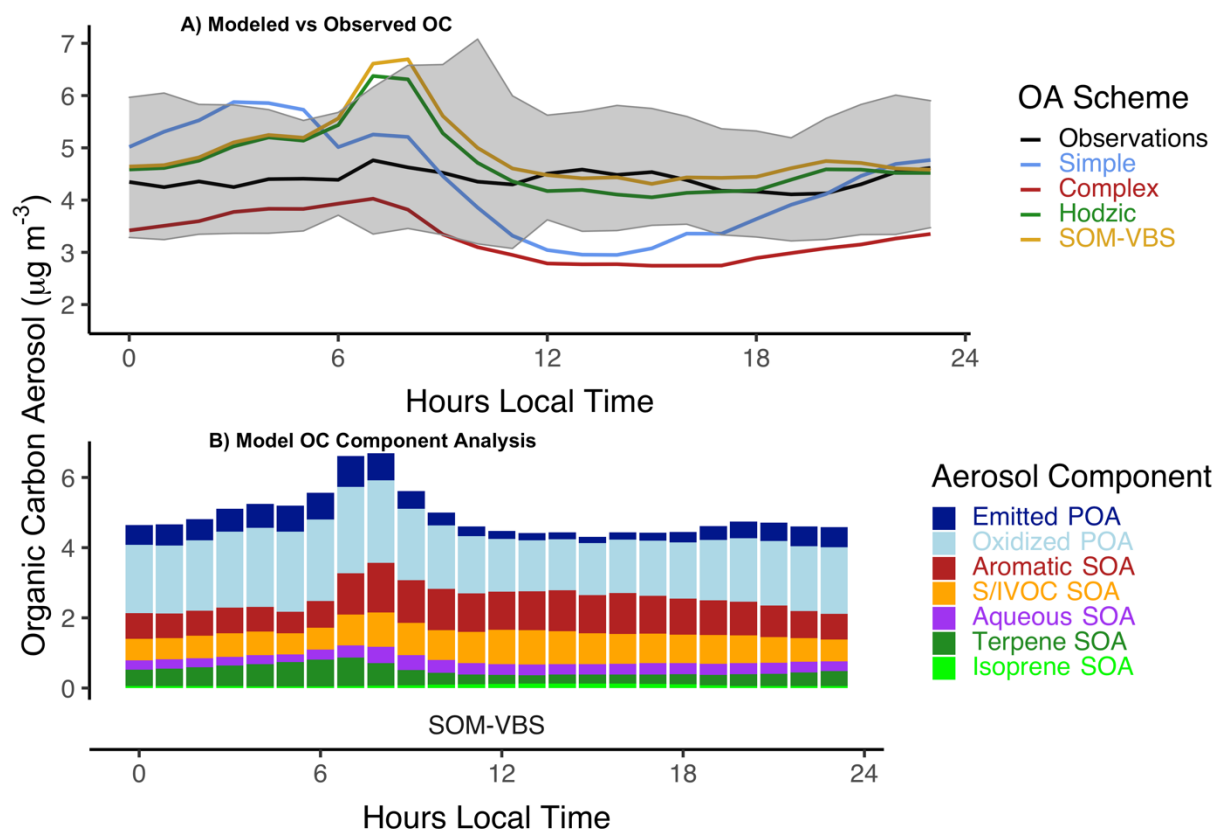 A) Modeled vs Observed OC
7
6
5
4
3
2
0
6
12
18
24
Hours Local Time
OA Scheme
Observations
Simple
Complex
Hodzic
SOM-VBS
Organic Carbon Aerosol (μg m⁻³)
B) Model OC Component Analysis
6
4
2
0
SOM-VBS
0
6
12
18
24
Hours Local Time
Aerosol Component
Emitted POA
Oxidized POA
Aromatic SOA
S/IVOC SOA
Aqueous SOA
Terpene SOA
Isoprene SOA